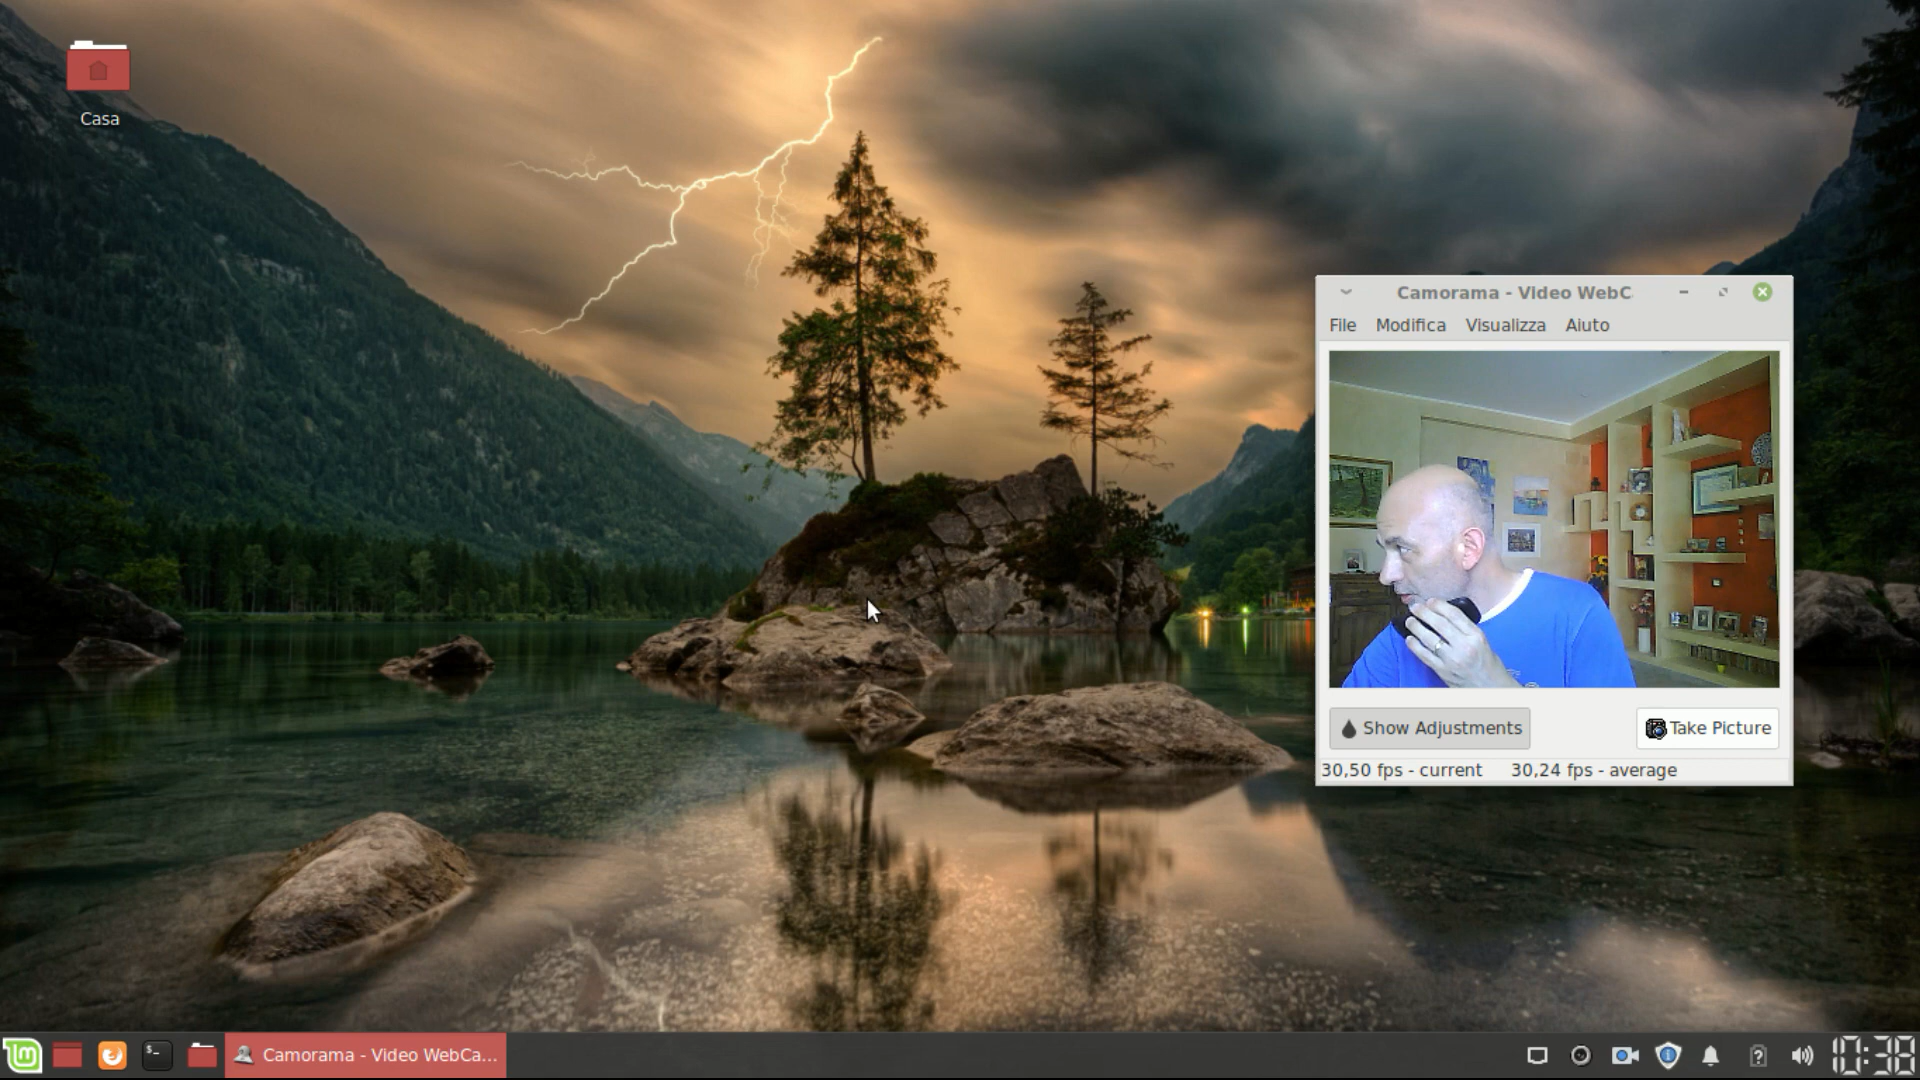 Casa
Camorama - Video WebC
File Modifica Visualizza Aiuto
Show Adjustments
Take Picture
30,50 fps - current 30,24 fps - average
Camorama - Video WebCa...
10:38